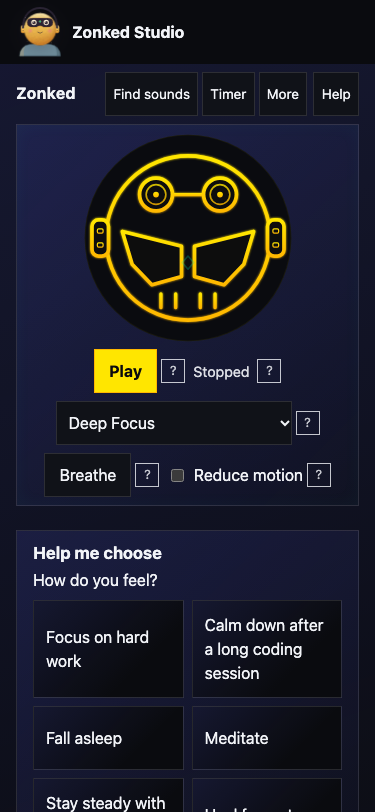 Zonked Studio
Zonked
Find sounds
Timer
More
Help
Play
?
Stopped
?
Deep Focus
?
Breathe
?
Reduce motion
?
Help me choose
How do you feel?
Focus on hard
work
Calm down after
a long coding
session
Fall asleep
Meditate
Stay steady with